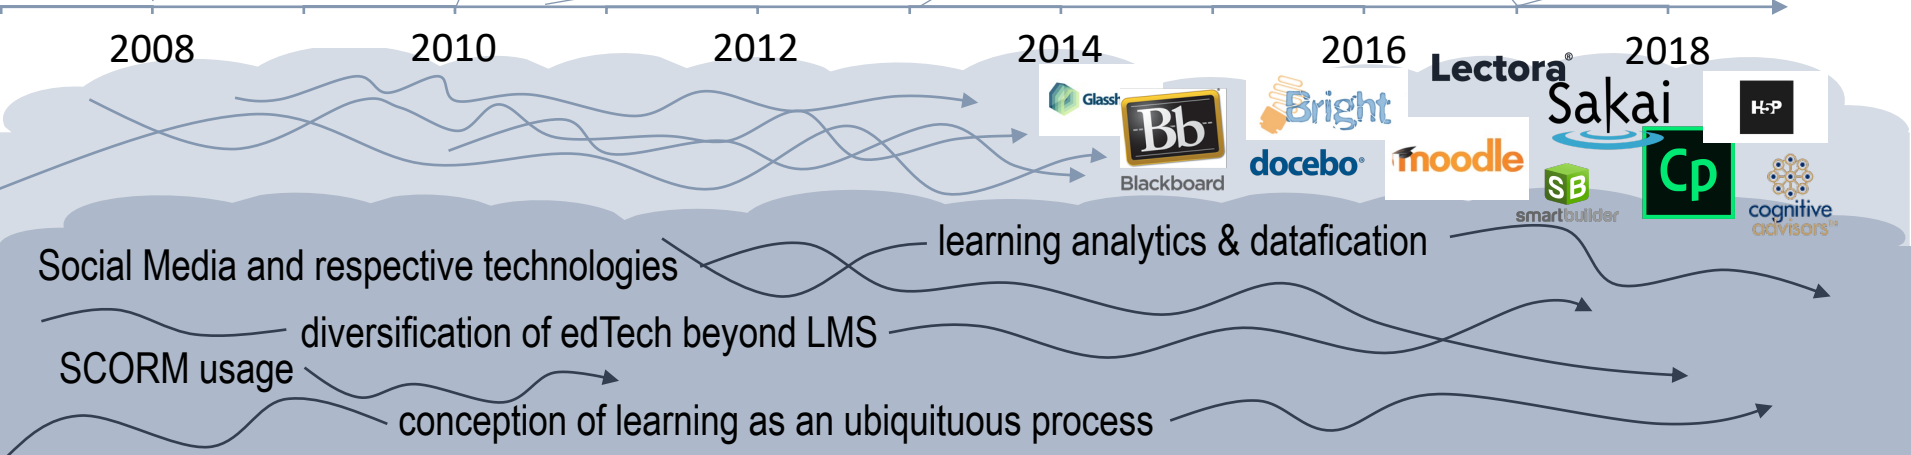 2008 2010 2012 2014 2016 2018
Lectora®
Sakai
Glassh
Bb
Blackboard
Bright
docebo®
moodle
H5P
SB
smartbuilder
Cp
cognitive
advisors
learning analytics & datafication
Social Media and respective technologies
diversification of edTech beyond LMS
SCORM usage
conception of learning as an ubiquituous process